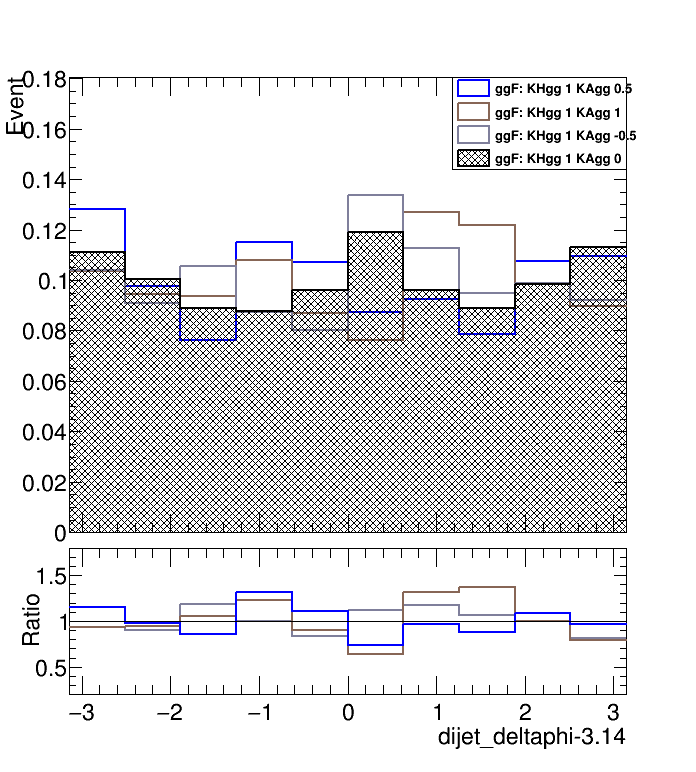 Event
0.18
0.16
0.14
0.12
0.1
0.08
0.06
0.04
0.02
0
ggF: KHgg 1 KAgg 0.5
ggF: KHgg 1 KAgg 1
ggF: KHgg 1 KAgg -0.5
ggF: KHgg 1 KAgg 0
Ratio
1.5
1
0.5
−3 −2 −1 0 1 2 3
dijet_deltaphi-3.14